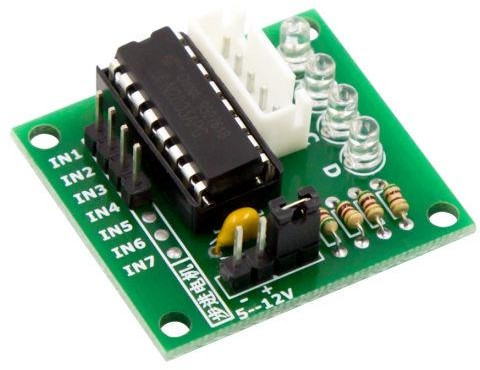 IN1
IN2
IN3
IN4
IN5
IN6
IN7
C
D
步进电机
- +
5--12V